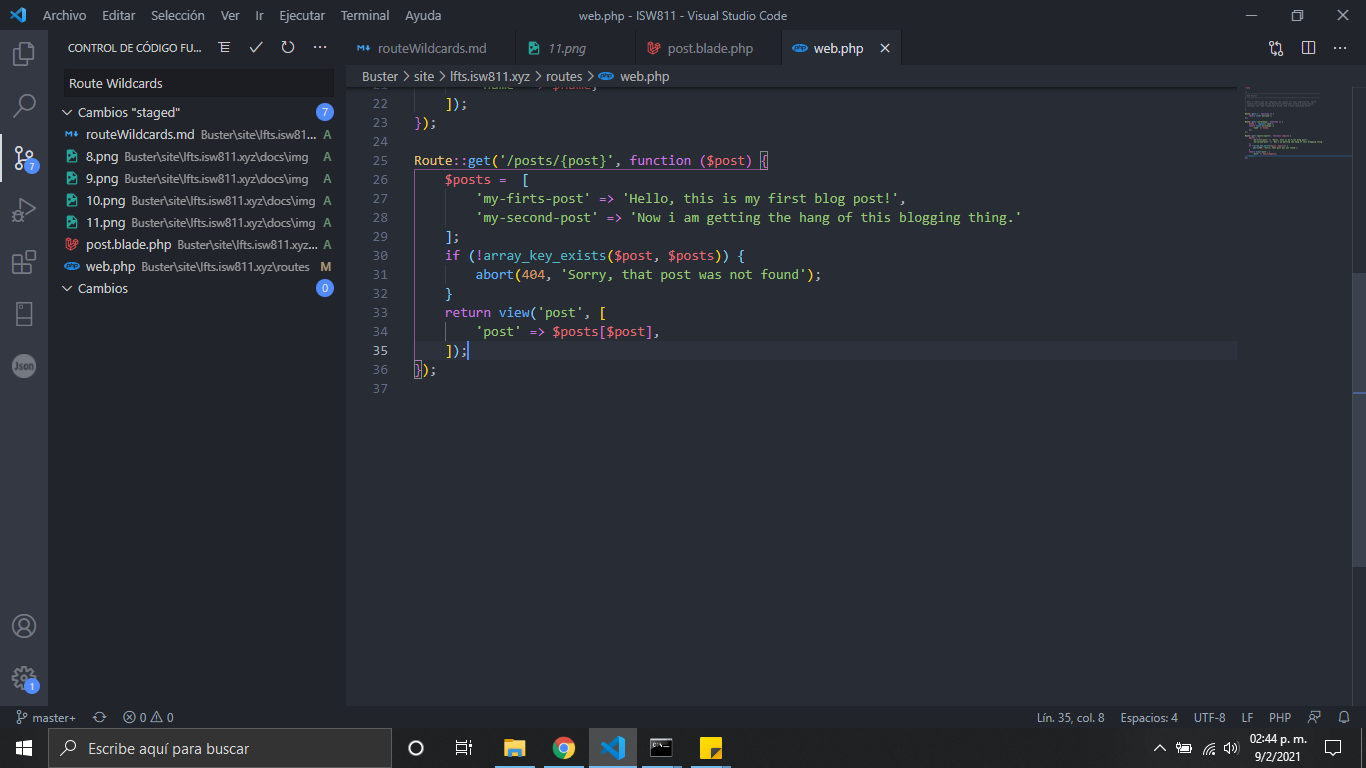 Archivo Editar Selección Ver Ir Ejecutar Terminal Ayuda web.php - ISW811 - Visual Studio Code
CONTROL DE CÓDIGO FU...
routeWildcards.md 11.png post.blade.php web.php
Route Wildcards
Buster > site > lfts.isw811.xyz > routes > web.php
Cambios "staged" 7
routeWildcards.md Buster\site\lfts.isw81... A
8.png Buster\site\lfts.isw811.xyz\docs\img A
9.png Buster\site\lfts.isw811.xyz\docs\img A
10.png Buster\site\lfts.isw811.xyz\docs\img A
11.png Buster\site\lfts.isw811.xyz\docs\img A
post.blade.php Buster\site\lfts.isw811.xyz... A
web.php Buster\site\lfts.isw811.xyz\routes M
Cambios 0
21 'name' => $name,
22 ]);
23 });
24
25 Route::get('/posts/{post}', function ($post) {
26 $posts =  [
27 'my-firts-post' => 'Hello, this is my first blog post!',
28 'my-second-post' => 'Now i am getting the hang of this blogging thing.'
29 ];
30 if (!array_key_exists($post, $posts)) {
31 abort(404, 'Sorry, that post was not found');
32 }
33 return view('post', [
34 'post' => $posts[$post],
35 ]);
36 });
37
Json
7
1
master+ 0 0 Lín. 35, col. 8 Espacios: 4 UTF-8 LF PHP
Escribe aquí para buscar
02:44 p. m.
9/2/2021